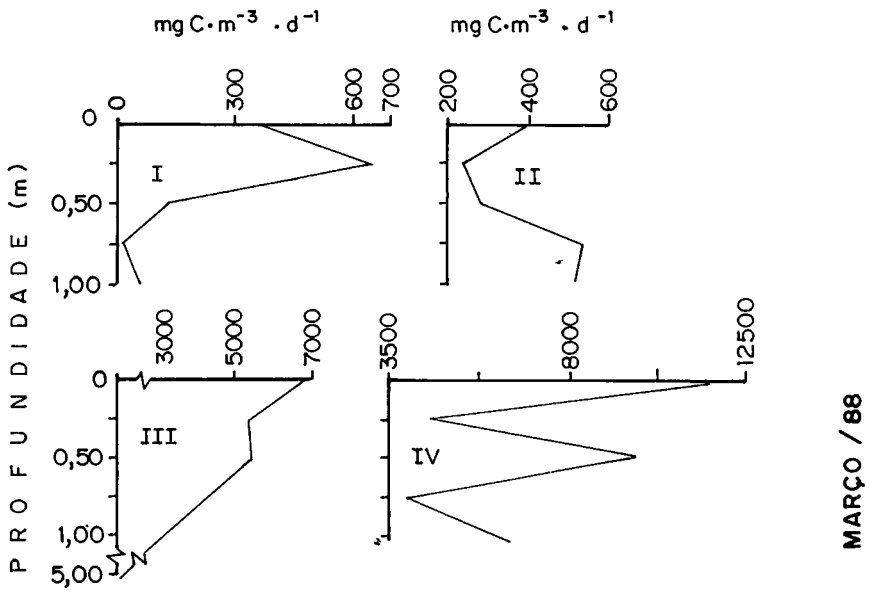 mg C·m⁻³ · d⁻¹
mg C·m⁻³ · d⁻¹
0 300 600 700
200 400 600
0
0,50
1,00
I
II
PROFUNDIDADE (m)
3000 5000 7000
3500 8000 12500
0
0,50
1,00
5,00
III
IV
MARÇO /88